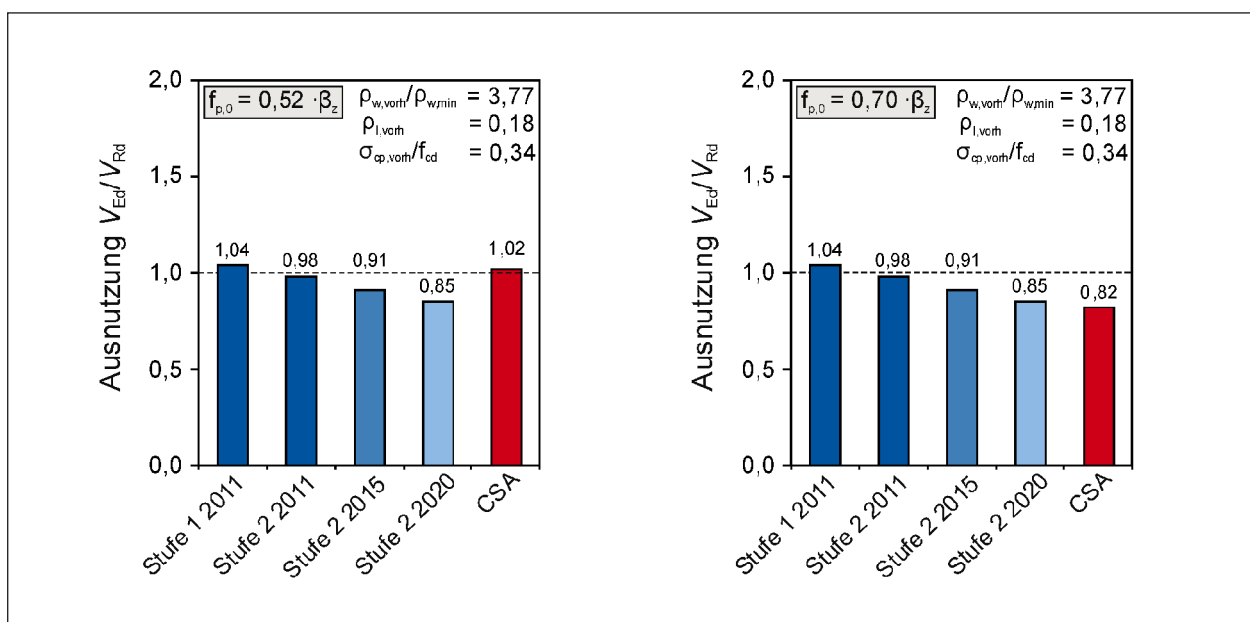 2,0
1,5
1,0
0,5
0,0
Ausnutzung V_Ed/V_Rd
f_p,0 = 0,52 ·β_z
ρ_w,vorh/ρ_w,min = 3,77
ρ_l,vorh = 0,18
σ_cp,vorh/f_cd = 0,34
1,04
0,98
0,91
0,85
1,02
Stufe 1 2011
Stufe 2 2011
Stufe 2 2015
Stufe 2 2020
CSA
2,0
1,5
1,0
0,5
0,0
Ausnutzung V_Ed/V_Rd
f_p,0 = 0,70 ·β_z
ρ_w,vorh/ρ_w,min = 3,77
ρ_l,vorh = 0,18
σ_cp,vorh/f_cd = 0,34
1,04
0,98
0,91
0,85
0,82
Stufe 1 2011
Stufe 2 2011
Stufe 2 2015
Stufe 2 2020
CSA